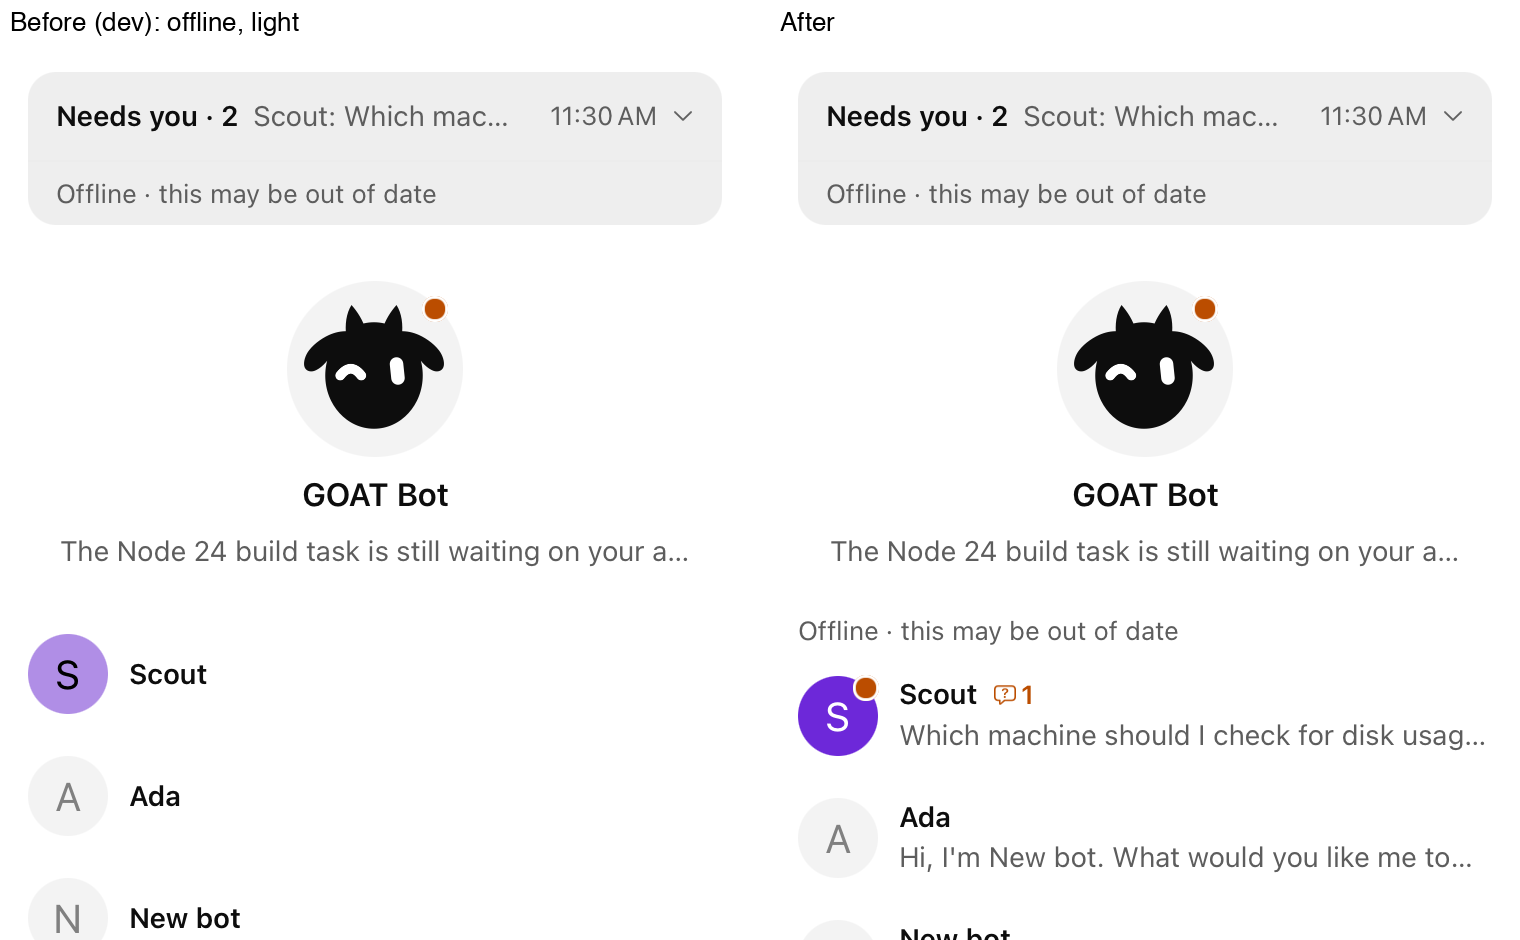 Before (dev): offline, light
Needs you · 2 Scout: Which mac... 11:30 AM
Offline · this may be out of date
GOAT Bot
The Node 24 build task is still waiting on your a...
S Scout
A Ada
N New bot
After
Needs you · 2 Scout: Which mac... 11:30 AM
Offline · this may be out of date
GOAT Bot
The Node 24 build task is still waiting on your a...
Offline · this may be out of date
S Scout ? 1
Which machine should I check for disk usag...
A Ada
Hi, I'm New bot. What would you like me to...
New bot